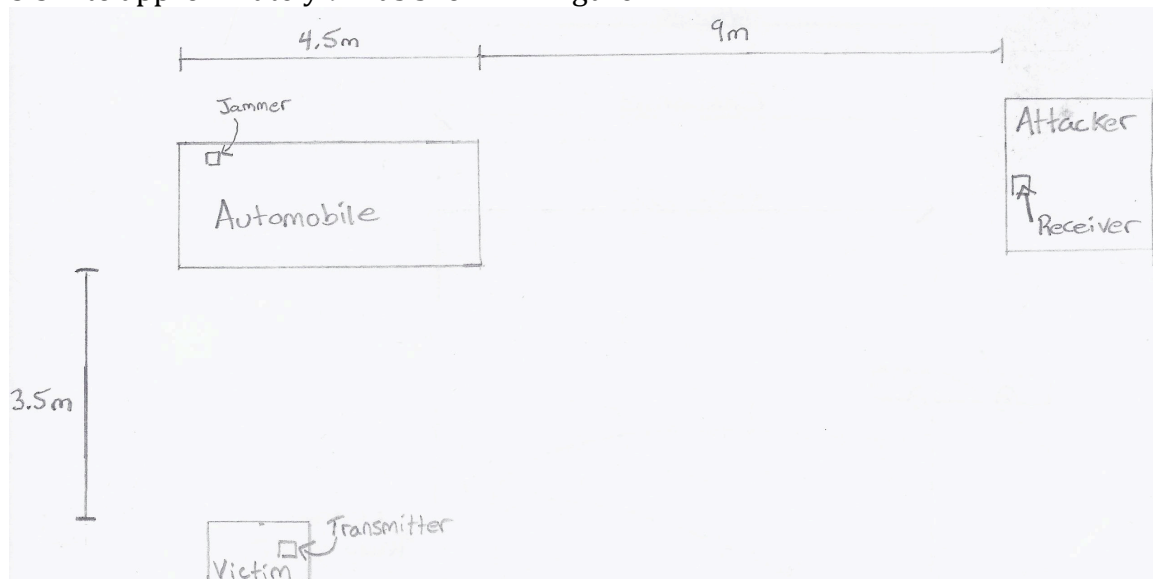 4.5m
9m
Jammer
Attacker
Automobile
Receiver
3.5m
Transmitter
Victim